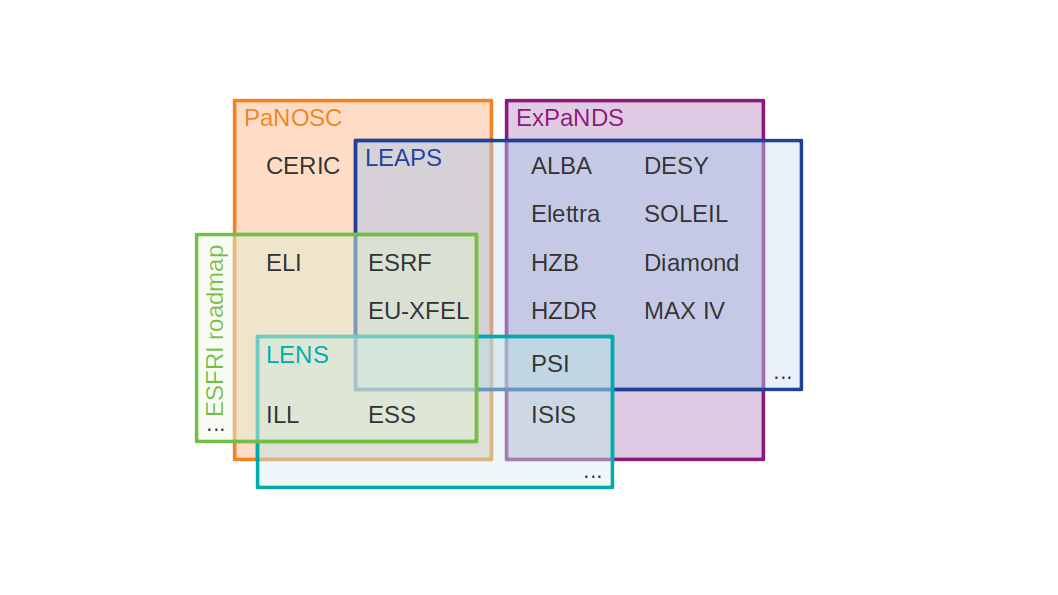 PaNOSC
ExPaNDS
LEAPS
CERIC
ALBA
DESY
Elettra
SOLEIL
ESFRI roadmap
...
ELI
ESRF
HZB
Diamond
EU-XFEL
HZDR
MAX IV
LENS
PSI
...
ILL
ESS
ISIS
...